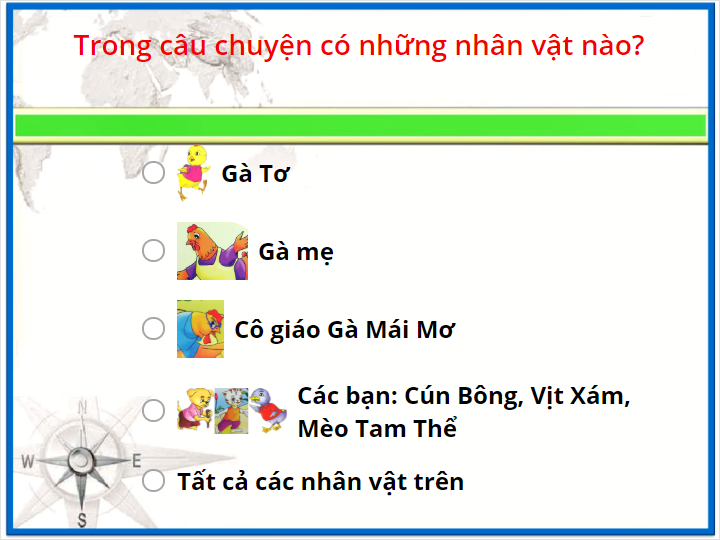 Trong câu chuyện có những nhân vật nào?
Gà Tơ
Gà mẹ
Cô giáo Gà Mái Mơ
Các bạn: Cún Bông, Vịt Xám,
Mèo Tam Thể
Tất cả các nhân vật trên
N
W E
S